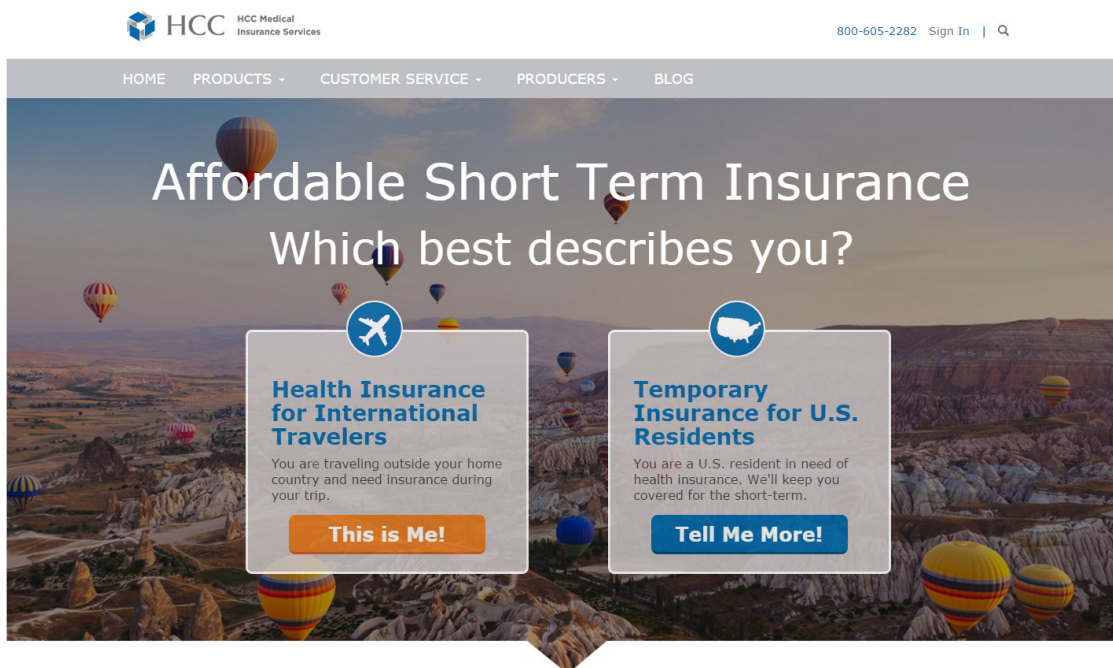 HCC
HCC Medical
Insurance Services
800-605-2282 Sign In |
HOME PRODUCTS CUSTOMER SERVICE PRODUCERS BLOG
Affordable Short Term Insurance
Which best describes you?
Health Insurance
for International
Travelers
You are traveling outside your home
country and need insurance during
your trip.
This is Me!
Temporary
Insurance for U.S.
Residents
You are a U.S. resident in need of
health insurance. We'll keep you
covered for the short-term.
Tell Me More!